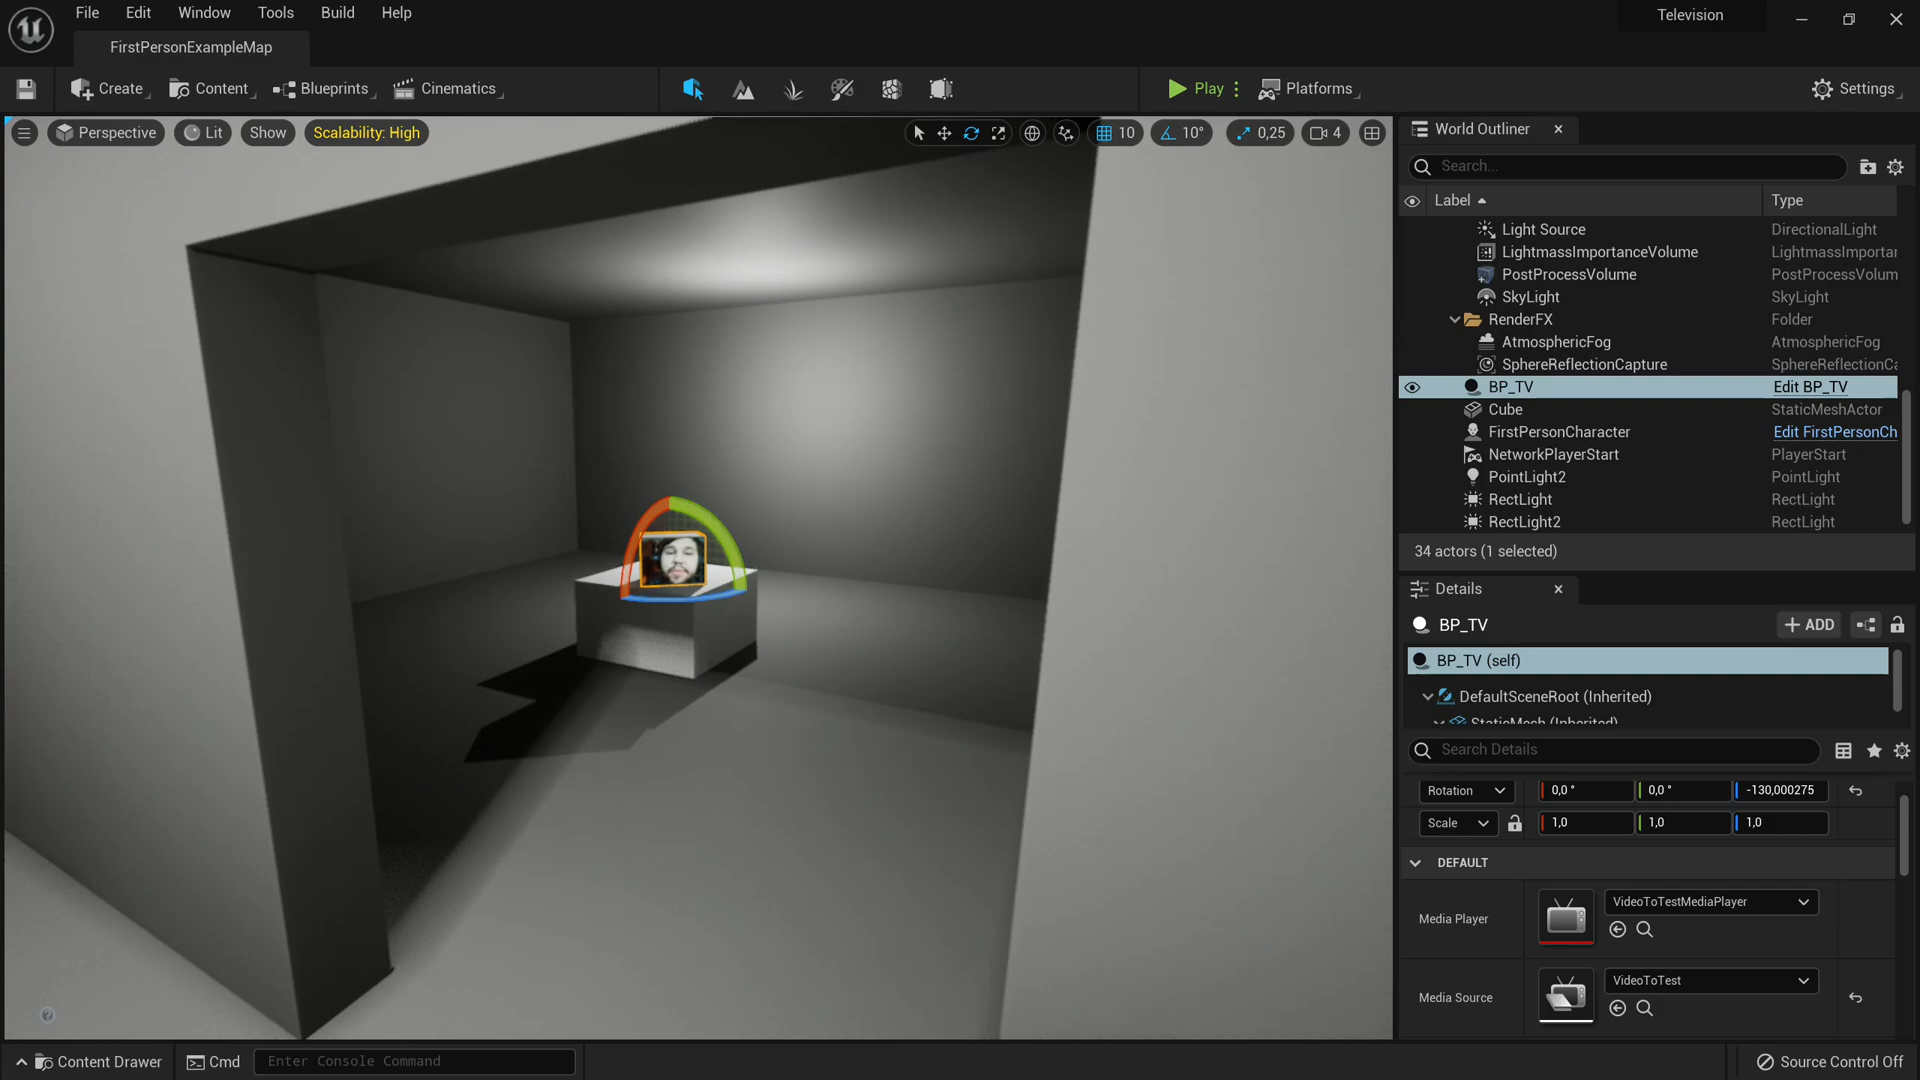 File Edit Window Tools Build Help
Television
FirstPersonExampleMap
Create Content Blueprints Cinematics
Play Platforms
Settings
Perspective Lit Show Scalability: High
10 10° 0,25 4
World Outliner
Search...
Label Type
Light Source DirectionalLight
LightmassImportanceVolume LightmassImportar
PostProcessVolume PostProcessVolum
SkyLight SkyLight
RenderFX Folder
AtmosphericFog AtmosphericFog
SphereReflectionCapture SphereReflectionCa
BP_TV Edit BP_TV
Cube StaticMeshActor
FirstPersonCharacter Edit FirstPersonCh
NetworkPlayerStart PlayerStart
PointLight2 PointLight
RectLight RectLight
RectLight2 RectLight
34 actors (1 selected)
Details
BP_TV
ADD
BP_TV (self)
DefaultSceneRoot (Inherited)
StaticMesh (Inherited)
Search Details
Rotation 0,0 ° 0,0 ° -130,000275
Scale 1,0 1,0 1,0
DEFAULT
Media Player VideoToTestMediaPlayer
Media Source VideoToTest
Content Drawer Cmd Enter Console Command
Source Control Off